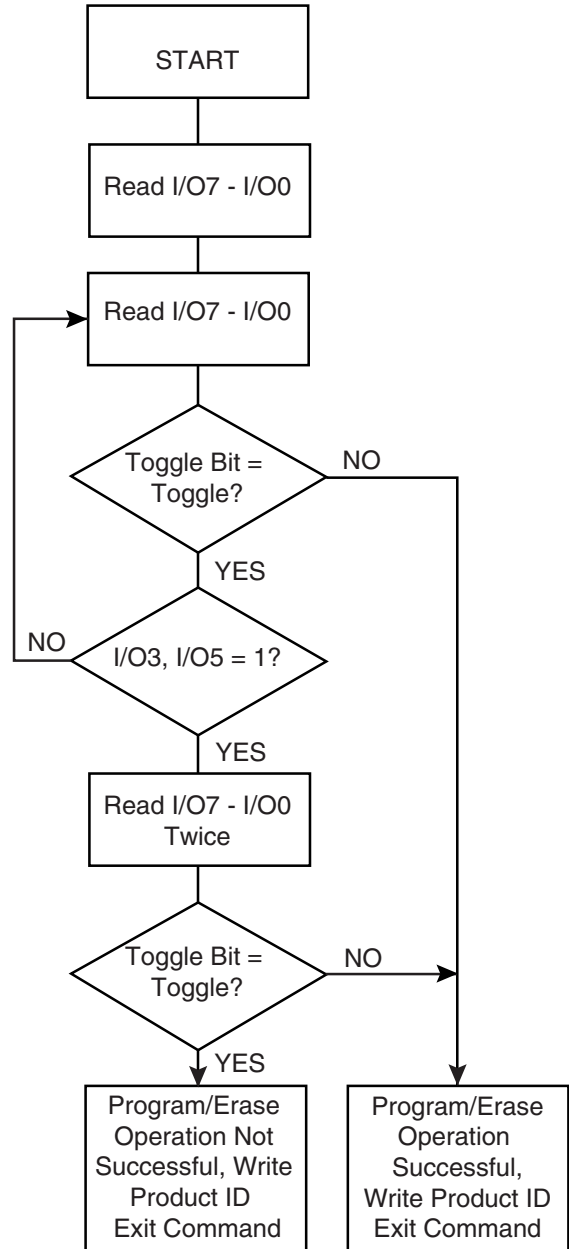 START
Read I/O7 - I/O0
Read I/O7 - I/O0
Toggle Bit =
Toggle?
NO
YES
NO
I/O3, I/O5 = 1?
YES
Read I/O7 - I/O0
Twice
Toggle Bit =
Toggle?
NO
YES
Program/Erase
Operation Not
Successful, Write
Product ID
Exit Command
Program/Erase
Operation
Successful,
Write Product ID
Exit Command